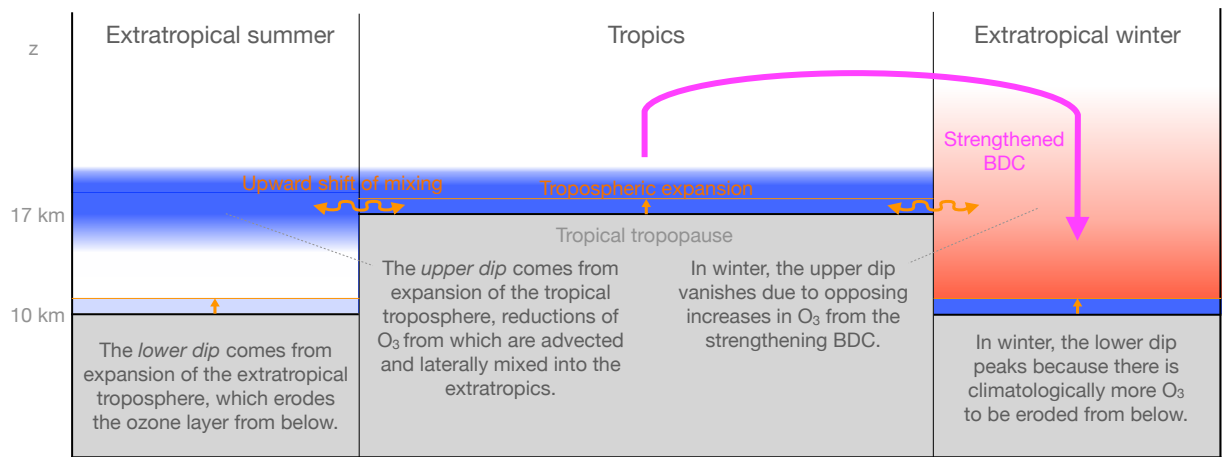 Extratropical summer
Tropics
Extratropical winter
z
Strengthened
BDC
Upward shift of mixing
Tropospheric expansion
17 km
Tropical tropopause
The upper dip comes from
expansion of the tropical
troposphere, reductions of
O₃ from which are advected
and laterally mixed into the
extratropics.
In winter, the upper dip
vanishes due to opposing
increases in O₃ from the
strengthening BDC.
10 km
The lower dip comes from
expansion of the extratropical
troposphere, which erodes
the ozone layer from below.
In winter, the lower dip
peaks because there is
climatologically more O₃
to be eroded from below.